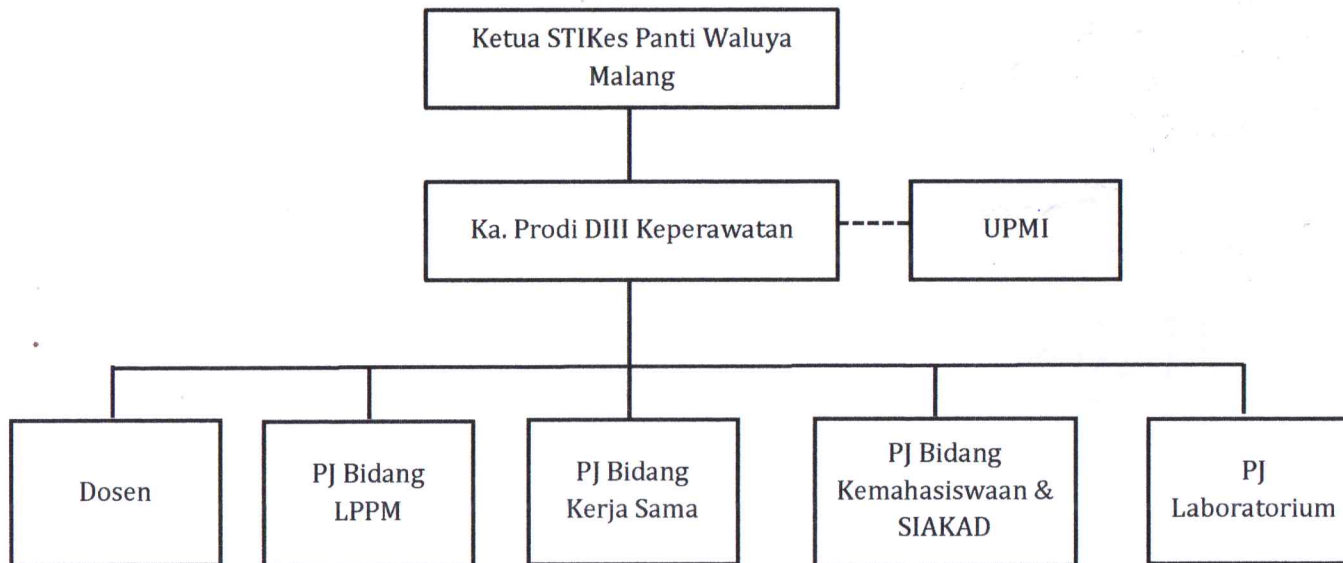 Ketua STIKes Panti Waluya
Malang
Ka. Prodi DIII Keperawatan
UPMI
Dosen
PJ Bidang
LPPM
PJ Bidang
Kerja Sama
PJ Bidang
Kemahasiswaan &
SIAKAD
PJ
Laboratorium